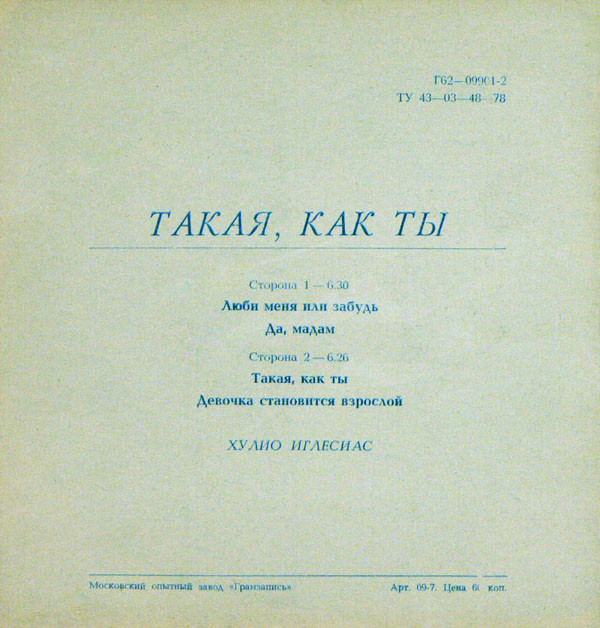 Г62—09901-2
ТУ 43—03—48—78
ТАКАЯ, КАК ТЫ
Сторона 1 — 6.30
Люби меня или забудь
Да, мадам
Сторона 2 — 6.26
Такая, как ты
Девочка становится взрослой
ХУЛИО ИГЛЕСИАС
Московский опытный завод «Грамзапись»
Арт. 09-7. Цена коп.